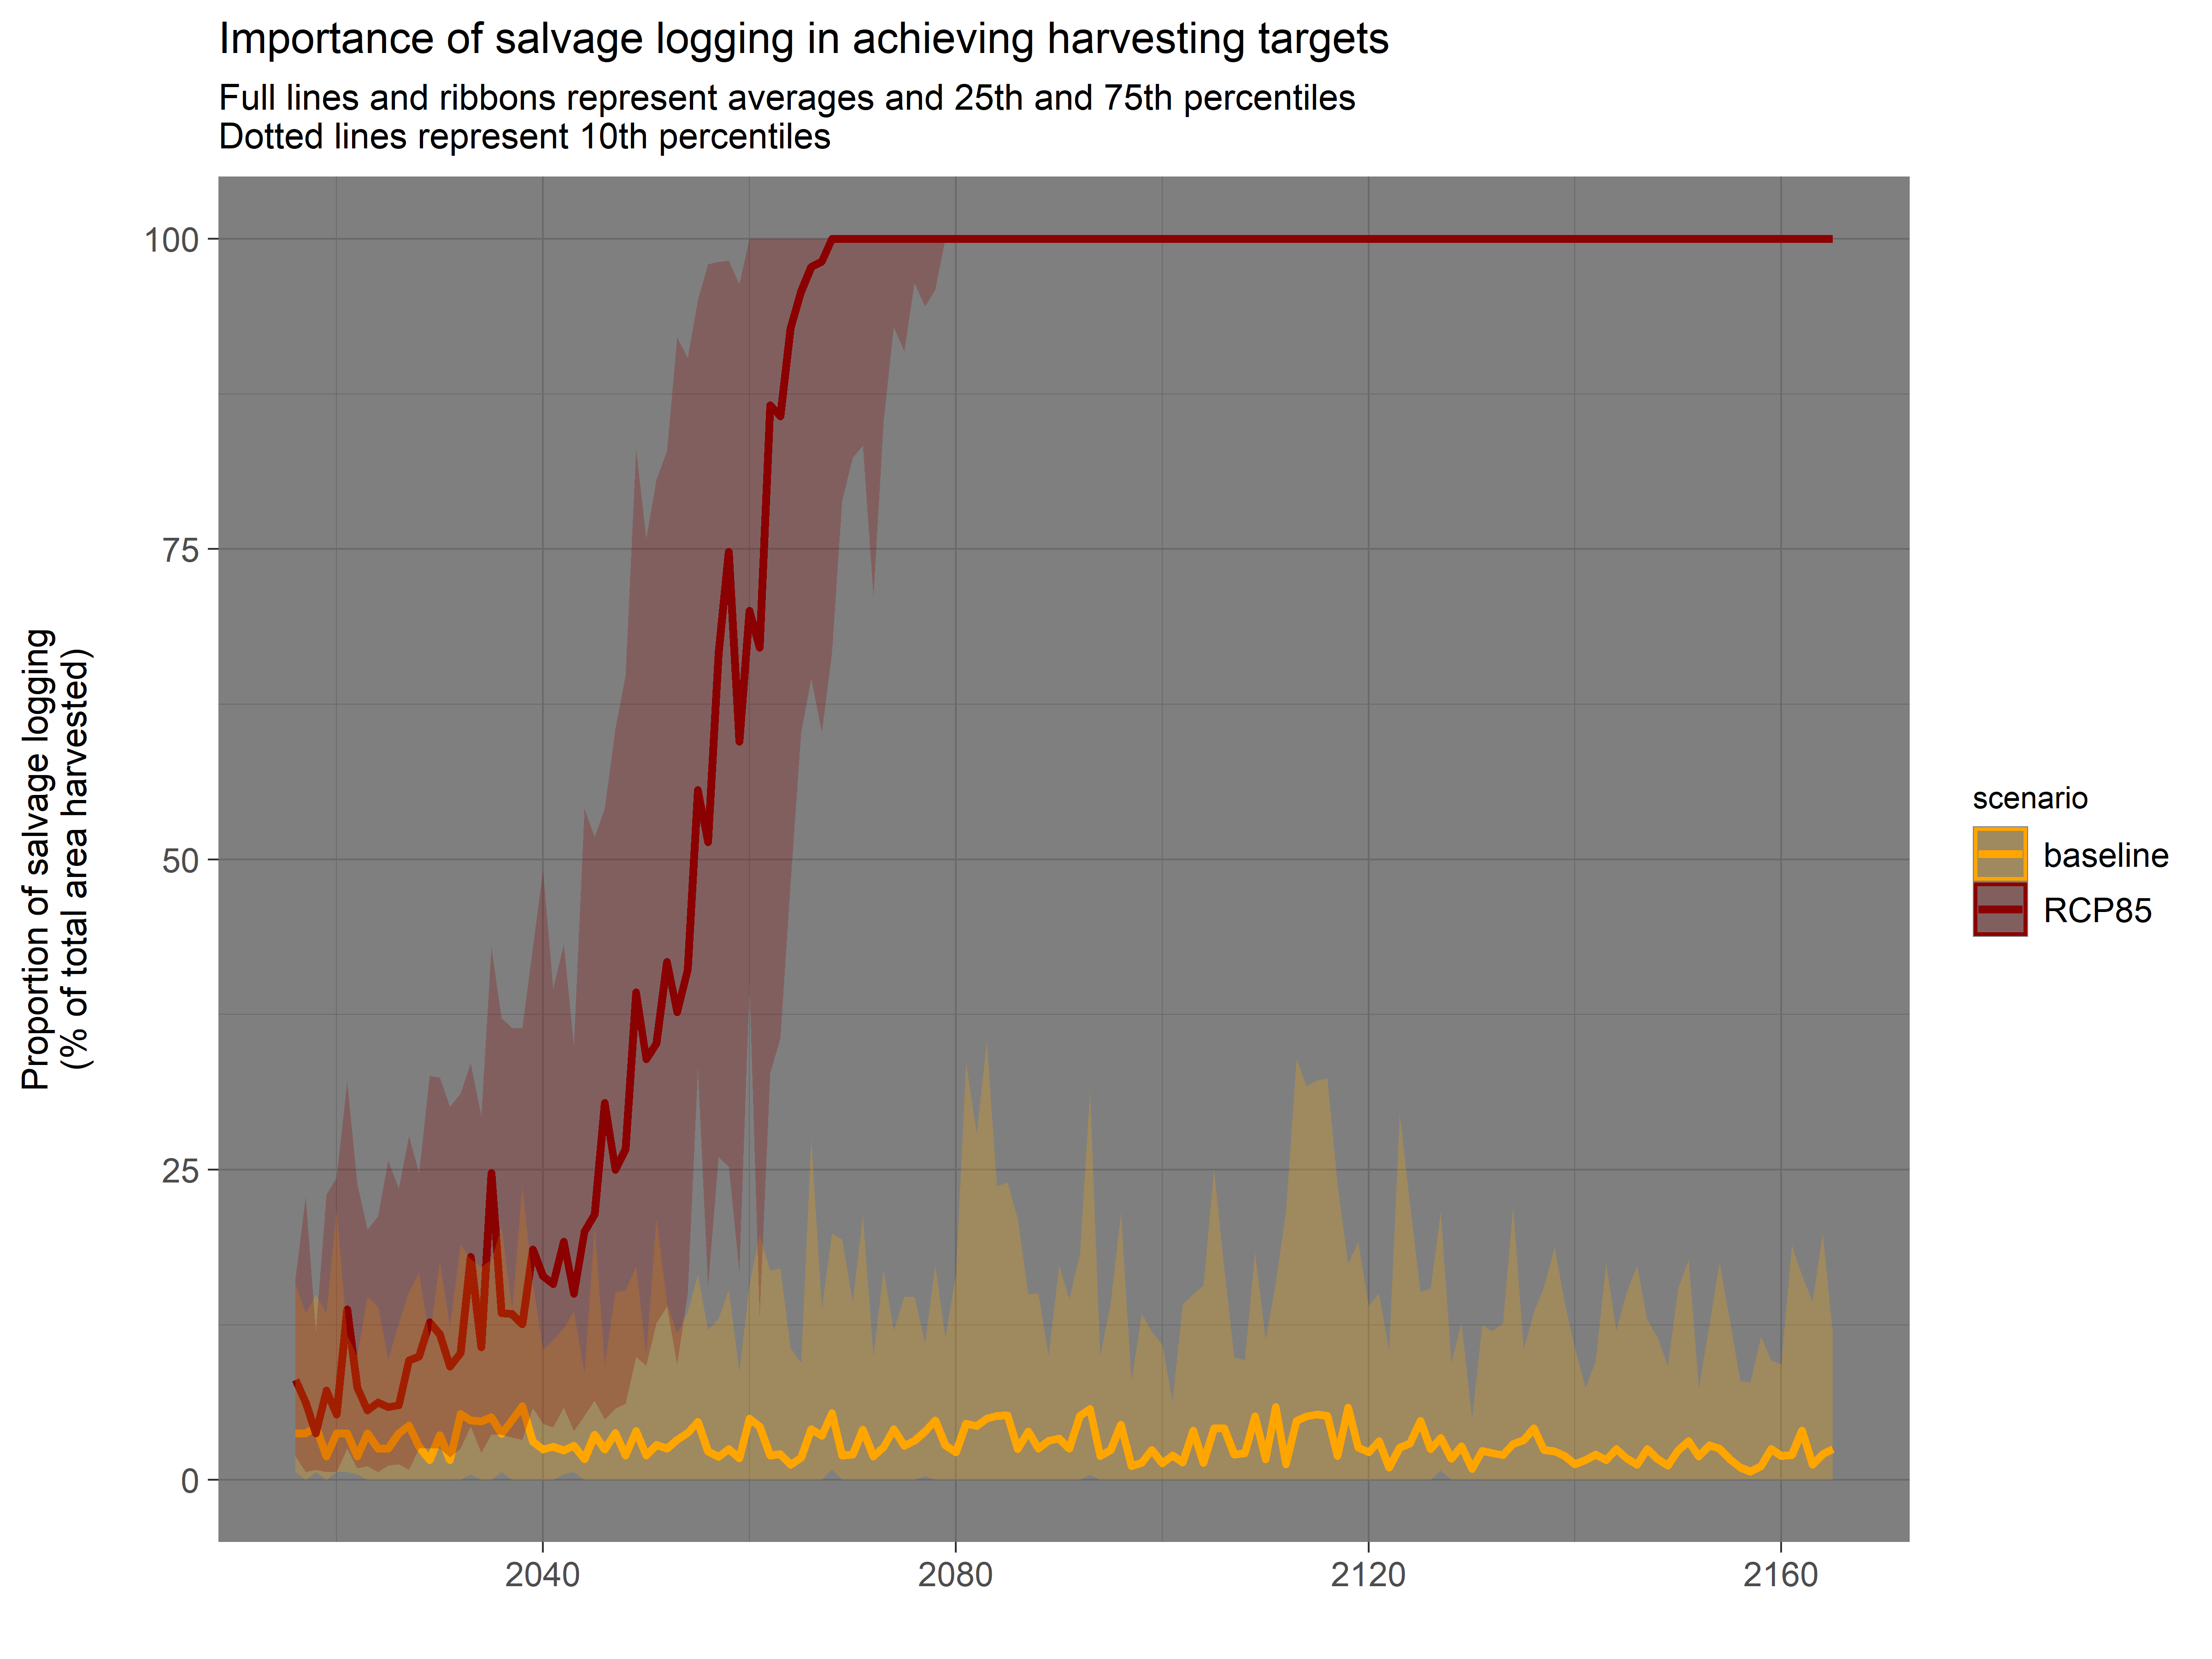 Importance of salvage logging in achieving harvesting targets
Full lines and ribbons represent averages and 25th and 75th percentiles
Dotted lines represent 10th percentiles
Proportion of salvage logging
(% of total area harvested)
100
75
50
25
0
2040
2080
2120
2160
scenario
baseline
RCP85